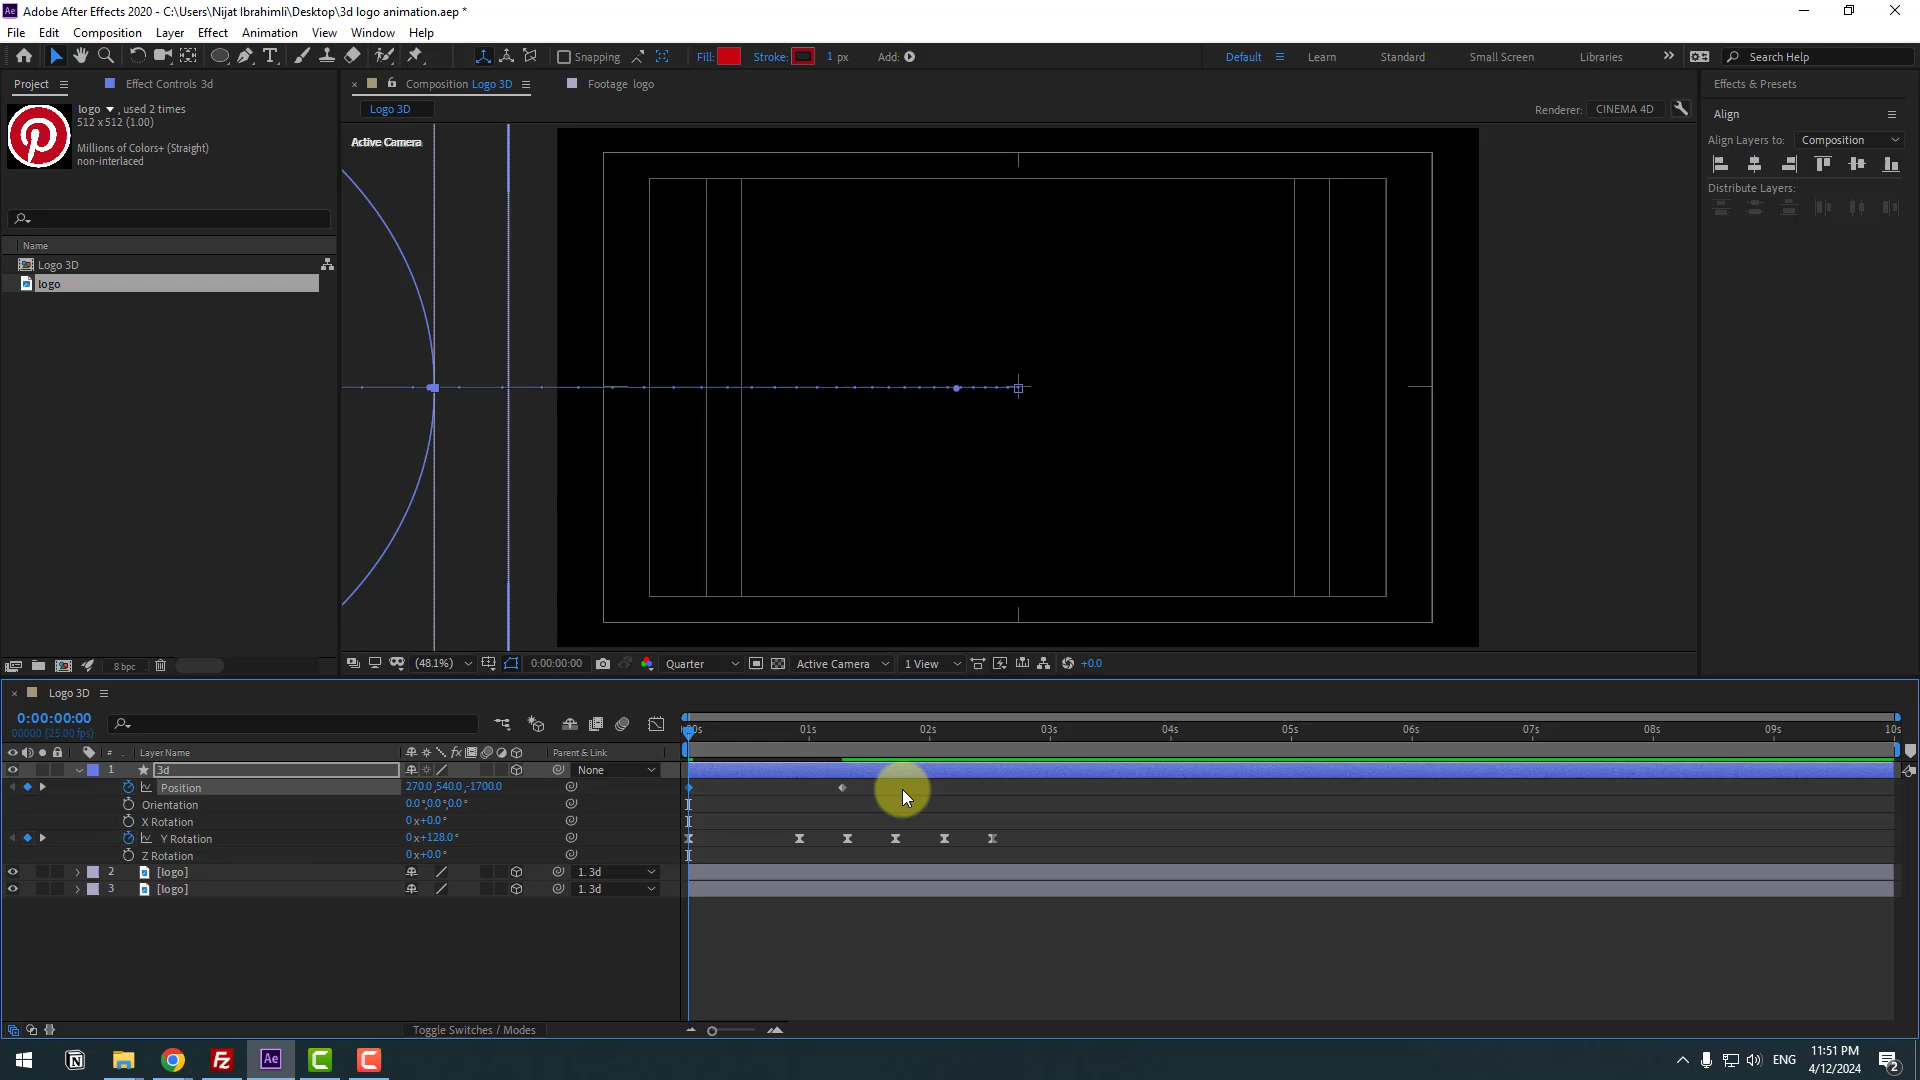 Adobe After Effects 2020 - C:\Users\Nijat Ibrahimli\Desktop\3d logo animation.aep *
File Edit Composition Layer Effect Animation View Window Help
Snapping Fill: Stroke: 1 px Add: Default Learn Standard Small Screen Libraries Search Help
Project Effect Controls 3d Composition Logo 3D Footage logo Effects & Presets
logo , used 2 times
512 x 512 (1.00)
Millions of Colors+ (Straight)
non-interlaced
Logo 3D Renderer: CINEMA 4D
Align
Align Layers to: Composition
Distribute Layers:
Active Camera
Name
Logo 3D
logo
8 bpc (48.1%) 0:00:00:00 Quarter Active Camera 1 View +0.0
Logo 3D
0:00:00:00
00000 (25.00 fps)
01s 02s 03s 04s 05s 06s 07s 08s 09s 10s
# Layer Name Parent & Link
1 3d None
Position 270.0,540.0,-1700.0
Orientation 0.0°,0.0°,0.0°
X Rotation 0x+0.0°
Y Rotation 0x+128.0°
Z Rotation 0x+0.0°
2 [logo] 1. 3d
3 [logo] 1. 3d
Toggle Switches / Modes
Ae
ENG
11:51 PM
4/12/2024
2